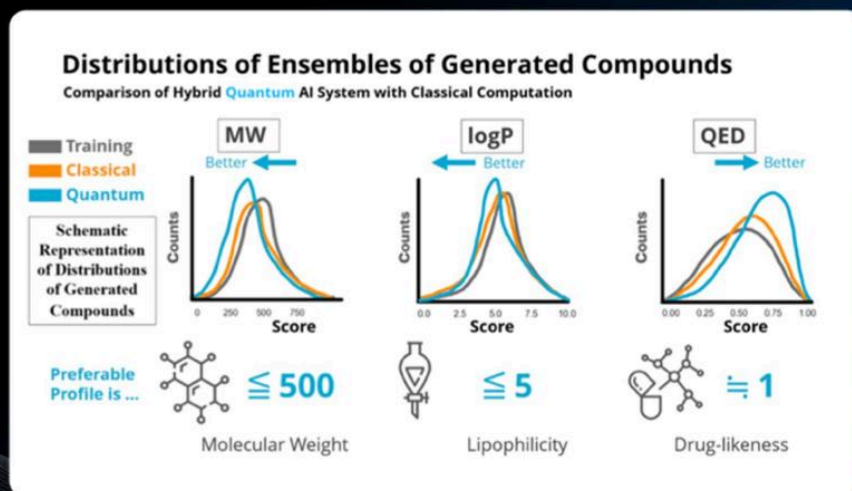 Distributions of Ensembles of Generated Compounds
Comparison of Hybrid Quantum AI System with Classical Computation
Training
Classical
Quantum
Schematic
Representation
of Distributions
of Generated
Compounds
MW
Better
Counts
0 250 500 750
Score
logP
Better
Counts
0.0 2.5 5.0 7.5 10.0
Score
QED
Better
Counts
0.00 0.25 0.50 0.75 1.00
Score
Preferable
Profile is ...
≦ 500
Molecular Weight
≦ 5
Lipophilicity
≒ 1
Drug-likeness